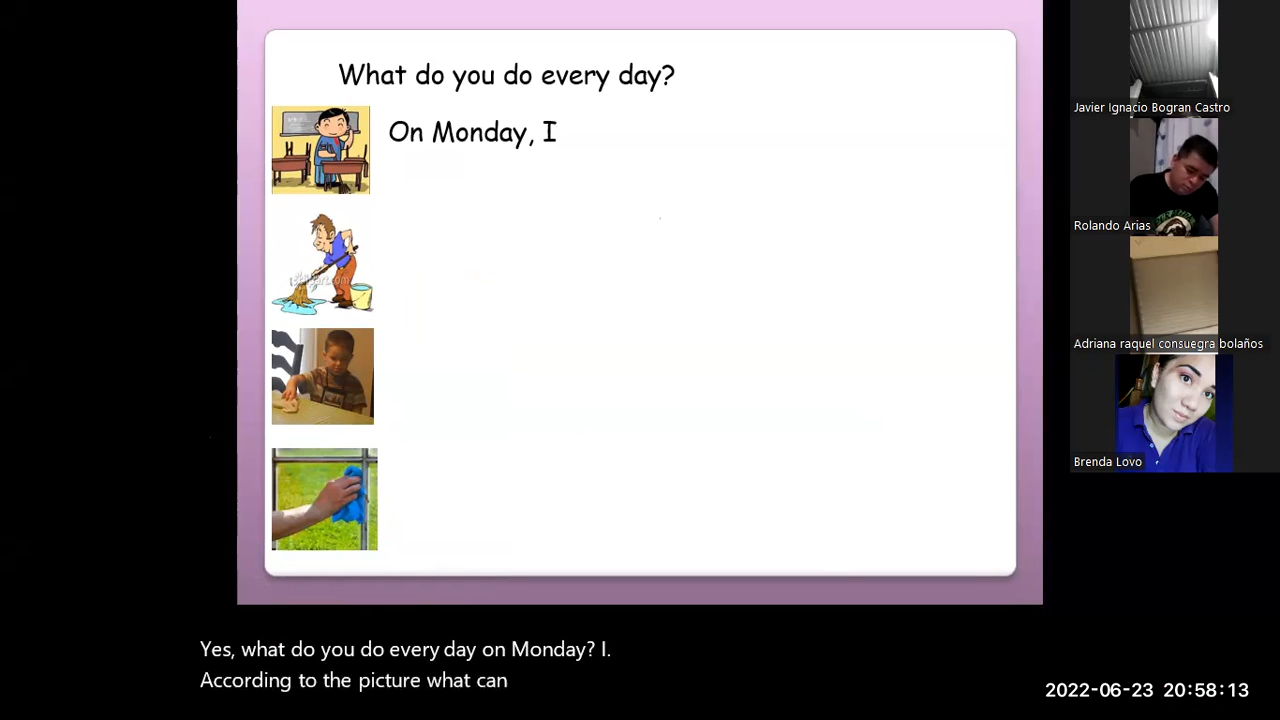 What do you do every day?
On Monday, I
Javier Ignacio Bogran Castro
Rolando Arias
Adriana raquel consuegra bolaños
Brenda Lovo
Yes, what do you do every day on Monday? I.
According to the picture what can
2022-06-23 20:58:13